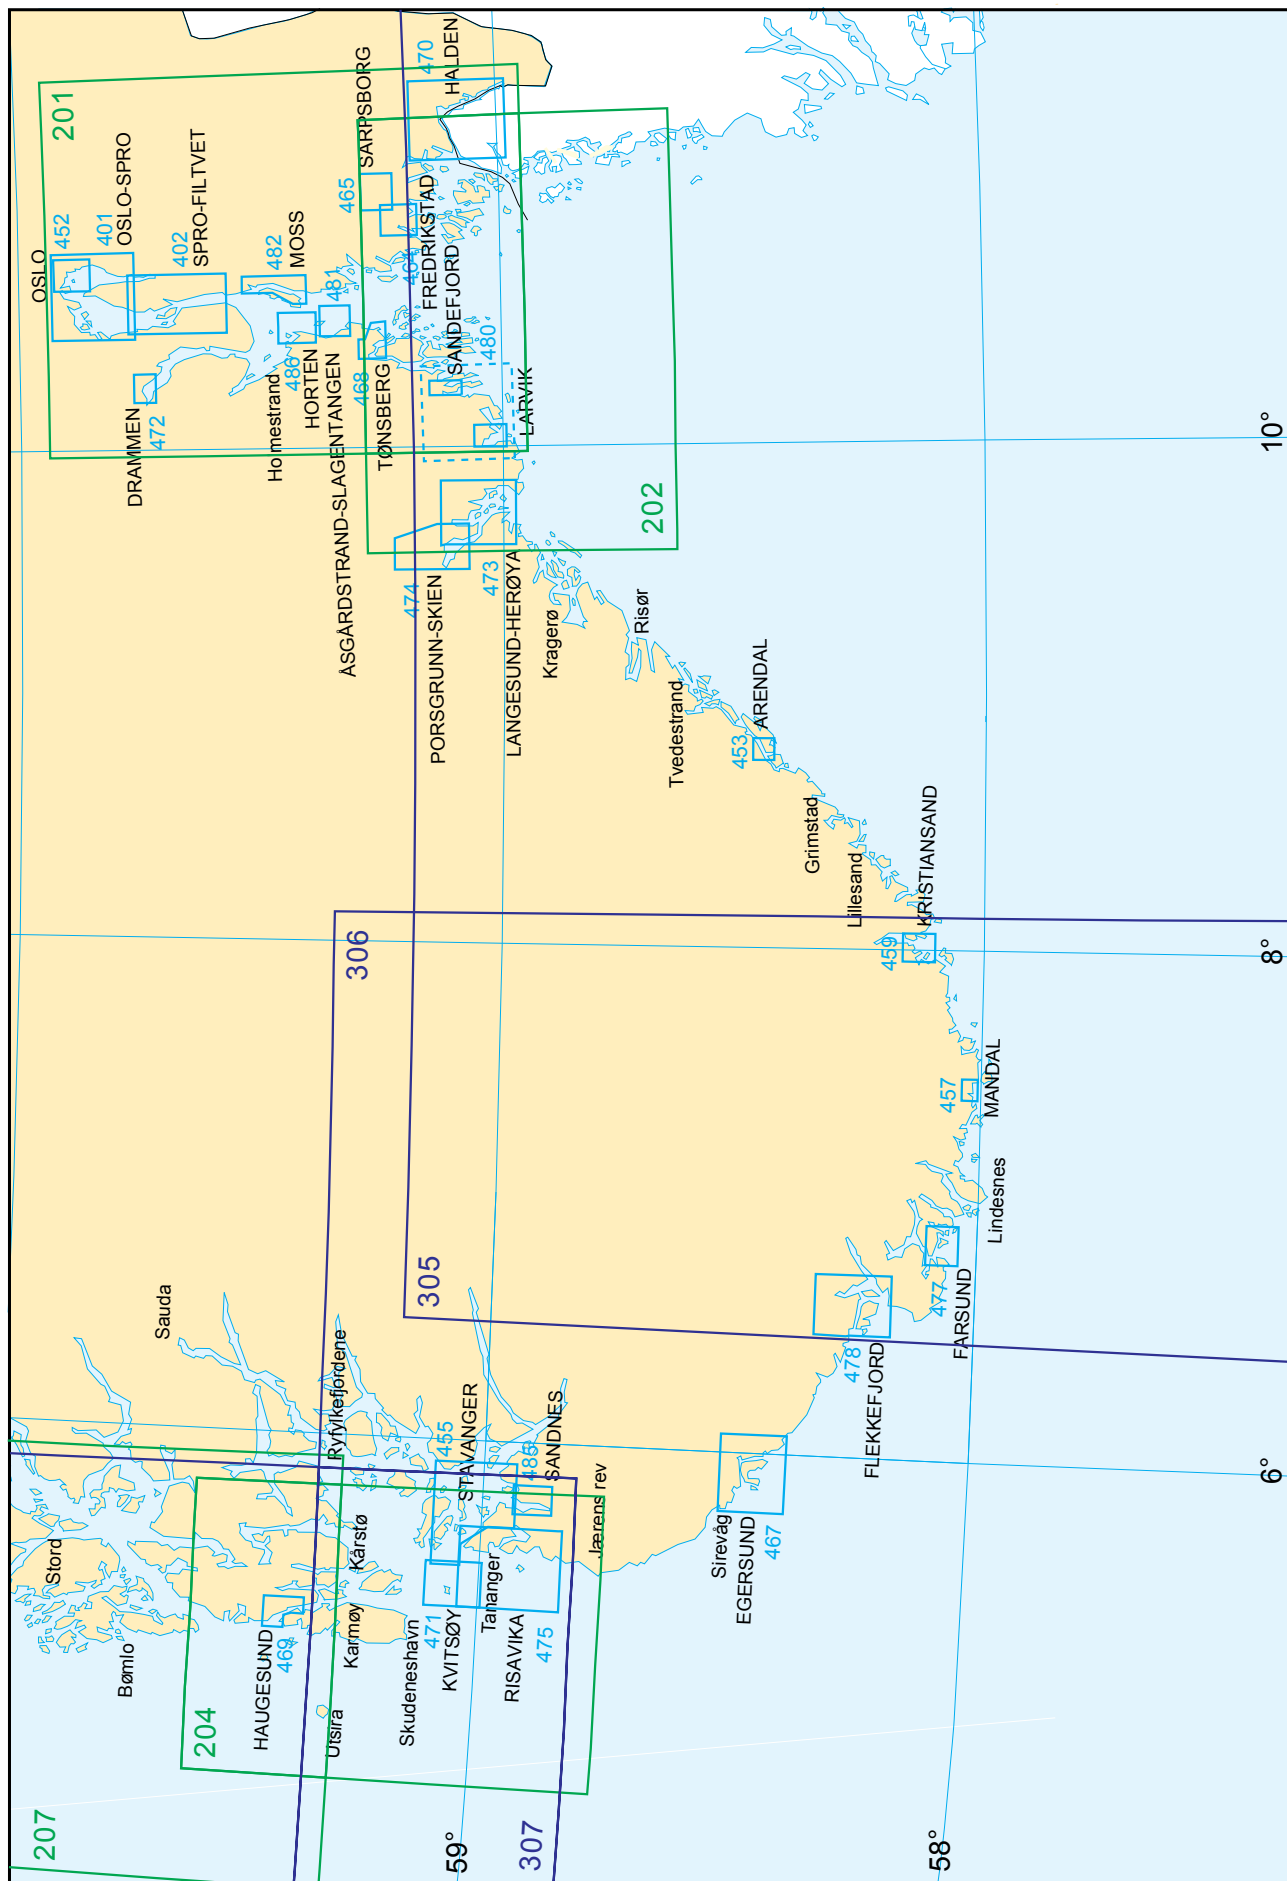 207
Bømlo
Stord
204
HAUGESUND
469
Utsira
Karmøy
Kårstø
Skudeneshavn
Ryfylkefjordene
Sauda
59°
307
471
KVITSØY
Tananger
RISAVIKA
475
455
STAVANGER
485
SANDNES
Jærens rev
Sirevåg
EGERSUND
467
58°
6°
305
306
478
FLEKKEFJORD
477
FARSUND
Lindesnes
457
MANDAL
8°
459
KRISTIANSAND
Lillesand
Grimstad
453
ARENDAL
Tvedestrand
Risør
Kragerø
LANGESUND-HERØYA
473
PORSGRUNN-SKIEN
474
10°
202
LARVIK
480
SANDEFJORD
FREDRIKSTAD
464
TØNSBERG
468
ÅSGÅRDSTRAND-SLAGENTANGEN
481
HORTEN
486
Holmestrand
DRAMMEN
472
MOSS
482
SPRO-FILTVET
402
OSLO-SPRO
401
452
OSLO
201
465
SARPSBORG
470
HALDEN